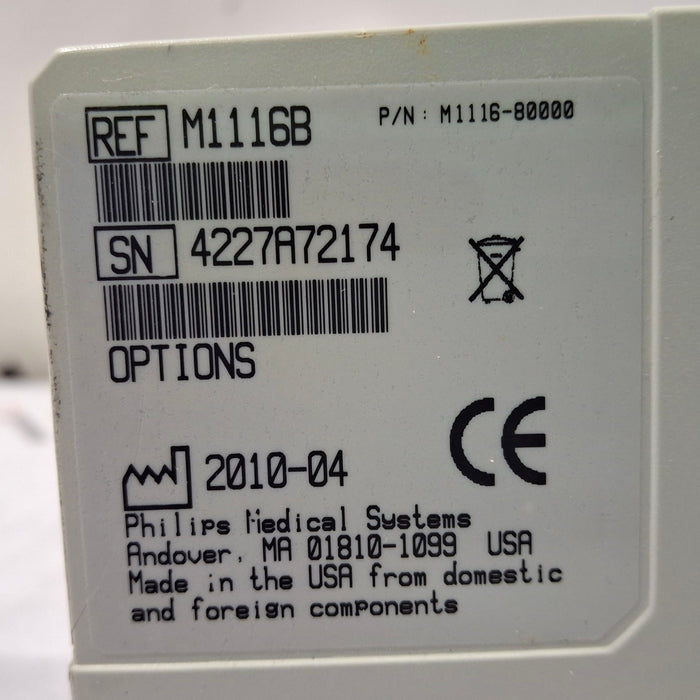 REF M1116B P/N: M1116-80000
SN 4227A72174
OPTIONS
CE
2010-04
Philips Medical Systems
Andover, MA 01810-1099 USA
Made in the USA from domestic
and foreign components